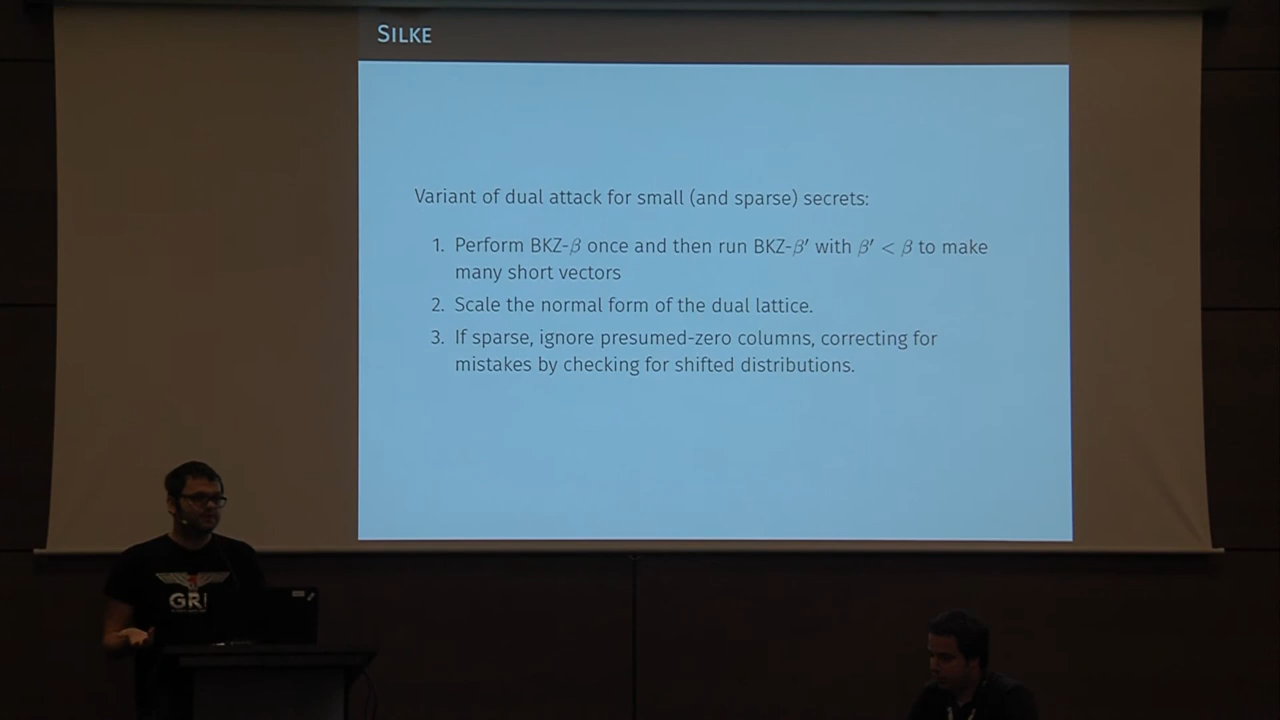 SILKE
Variant of dual attack for small (and sparse) secrets:
1. Perform BKZ-β once and then run BKZ-β′ with β′ < β to make
many short vectors
2. Scale the normal form of the dual lattice.
3. If sparse, ignore presumed-zero columns, correcting for
mistakes by checking for shifted distributions.